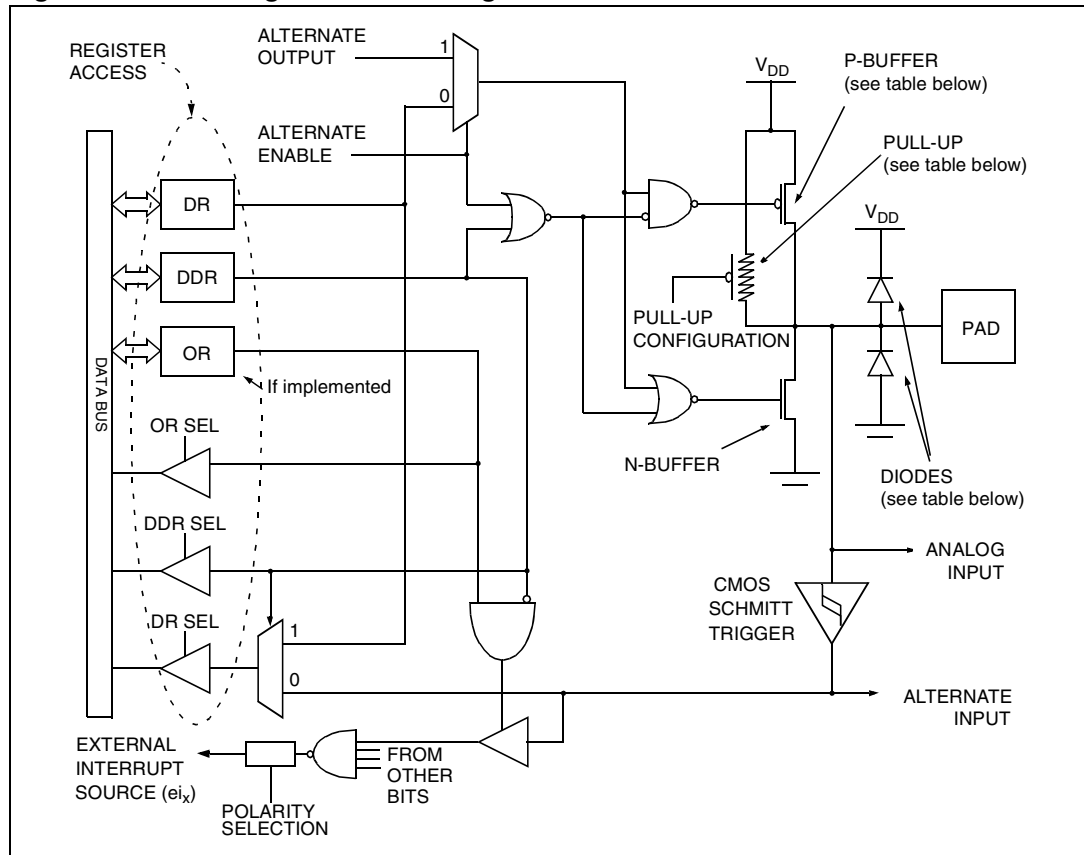 REGISTER
ACCESS
ALTERNATE
OUTPUT
1
0
ALTERNATE
ENABLE
VDD
P-BUFFER
(see table below)
PULL-UP
(see table below)
DR
DDR
OR
If implemented
DATA BUS
VDD
PULL-UP
CONFIGURATION
PAD
N-BUFFER
DIODES
(see table below)
OR SEL
DDR SEL
DR SEL
1
0
ANALOG
INPUT
CMOS
SCHMITT
TRIGGER
ALTERNATE
INPUT
EXTERNAL
INTERRUPT
SOURCE (eix)
POLARITY
SELECTION
FROM
OTHER
BITS